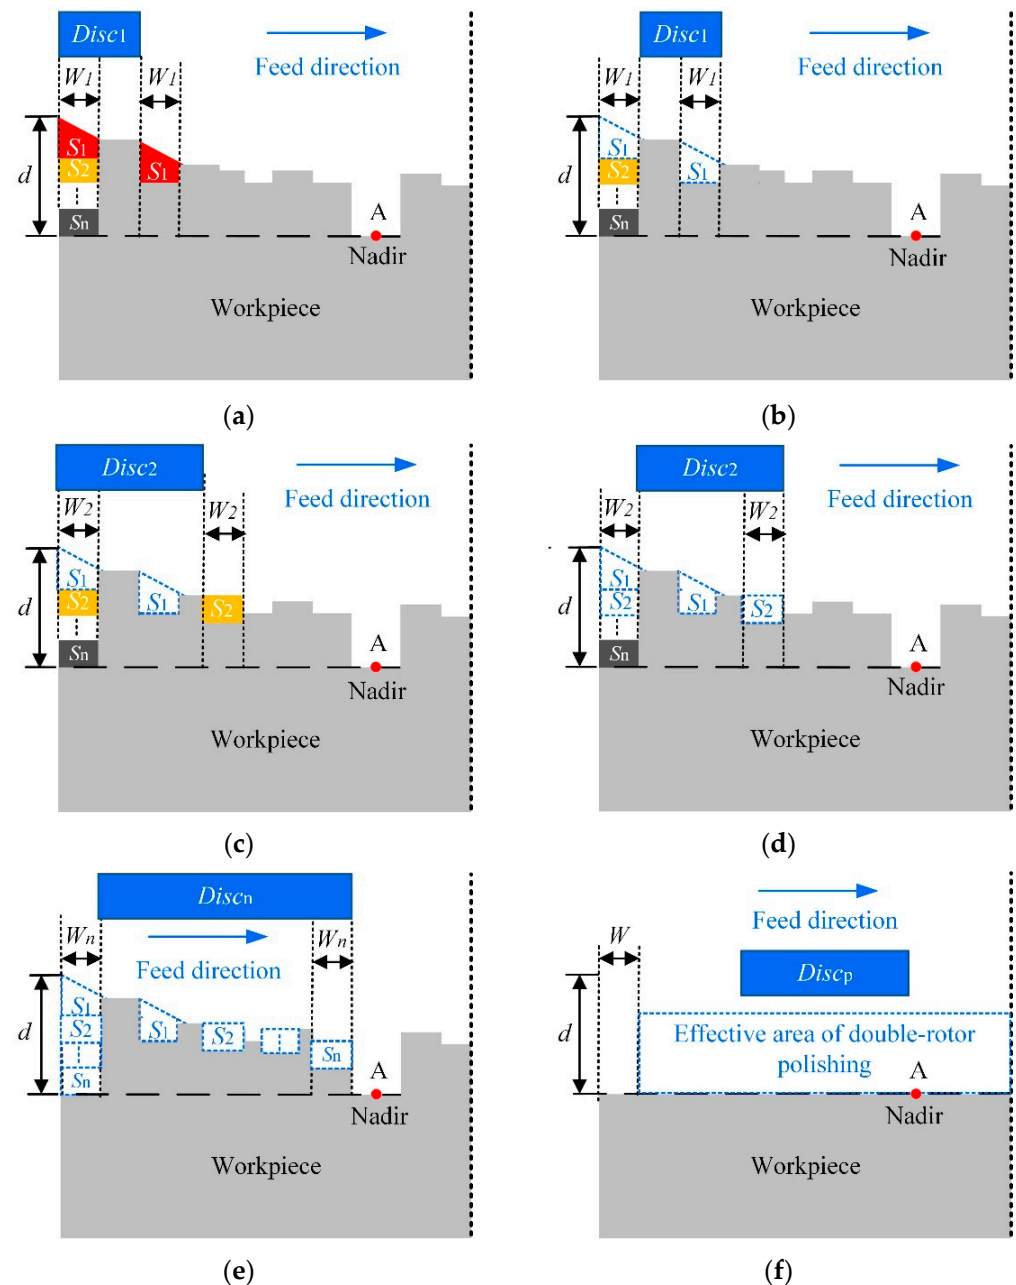 Disc1
Feed direction
W1
W1
d
S1
S2
Sn
S1
A
Nadir
Workpiece
(a)
Disc1
Feed direction
W1
W1
d
S1
S2
Sn
S1
A
Nadir
Workpiece
(b)
Disc2
Feed direction
W2
W2
d
S1
S2
Sn
S1
S2
A
Nadir
Workpiece
(c)
Disc2
Feed direction
W2
W2
d
S1
S2
Sn
S1
S2
A
Nadir
Workpiece
(d)
Discn
Wn
Wn
Feed direction
d
S1
S2
Sn
S1
S2
Sn
A
Nadir
Workpiece
(e)
Feed direction
W
Discp
d
Effective area of double-rotor
polishing
A
Nadir
Workpiece
(f)